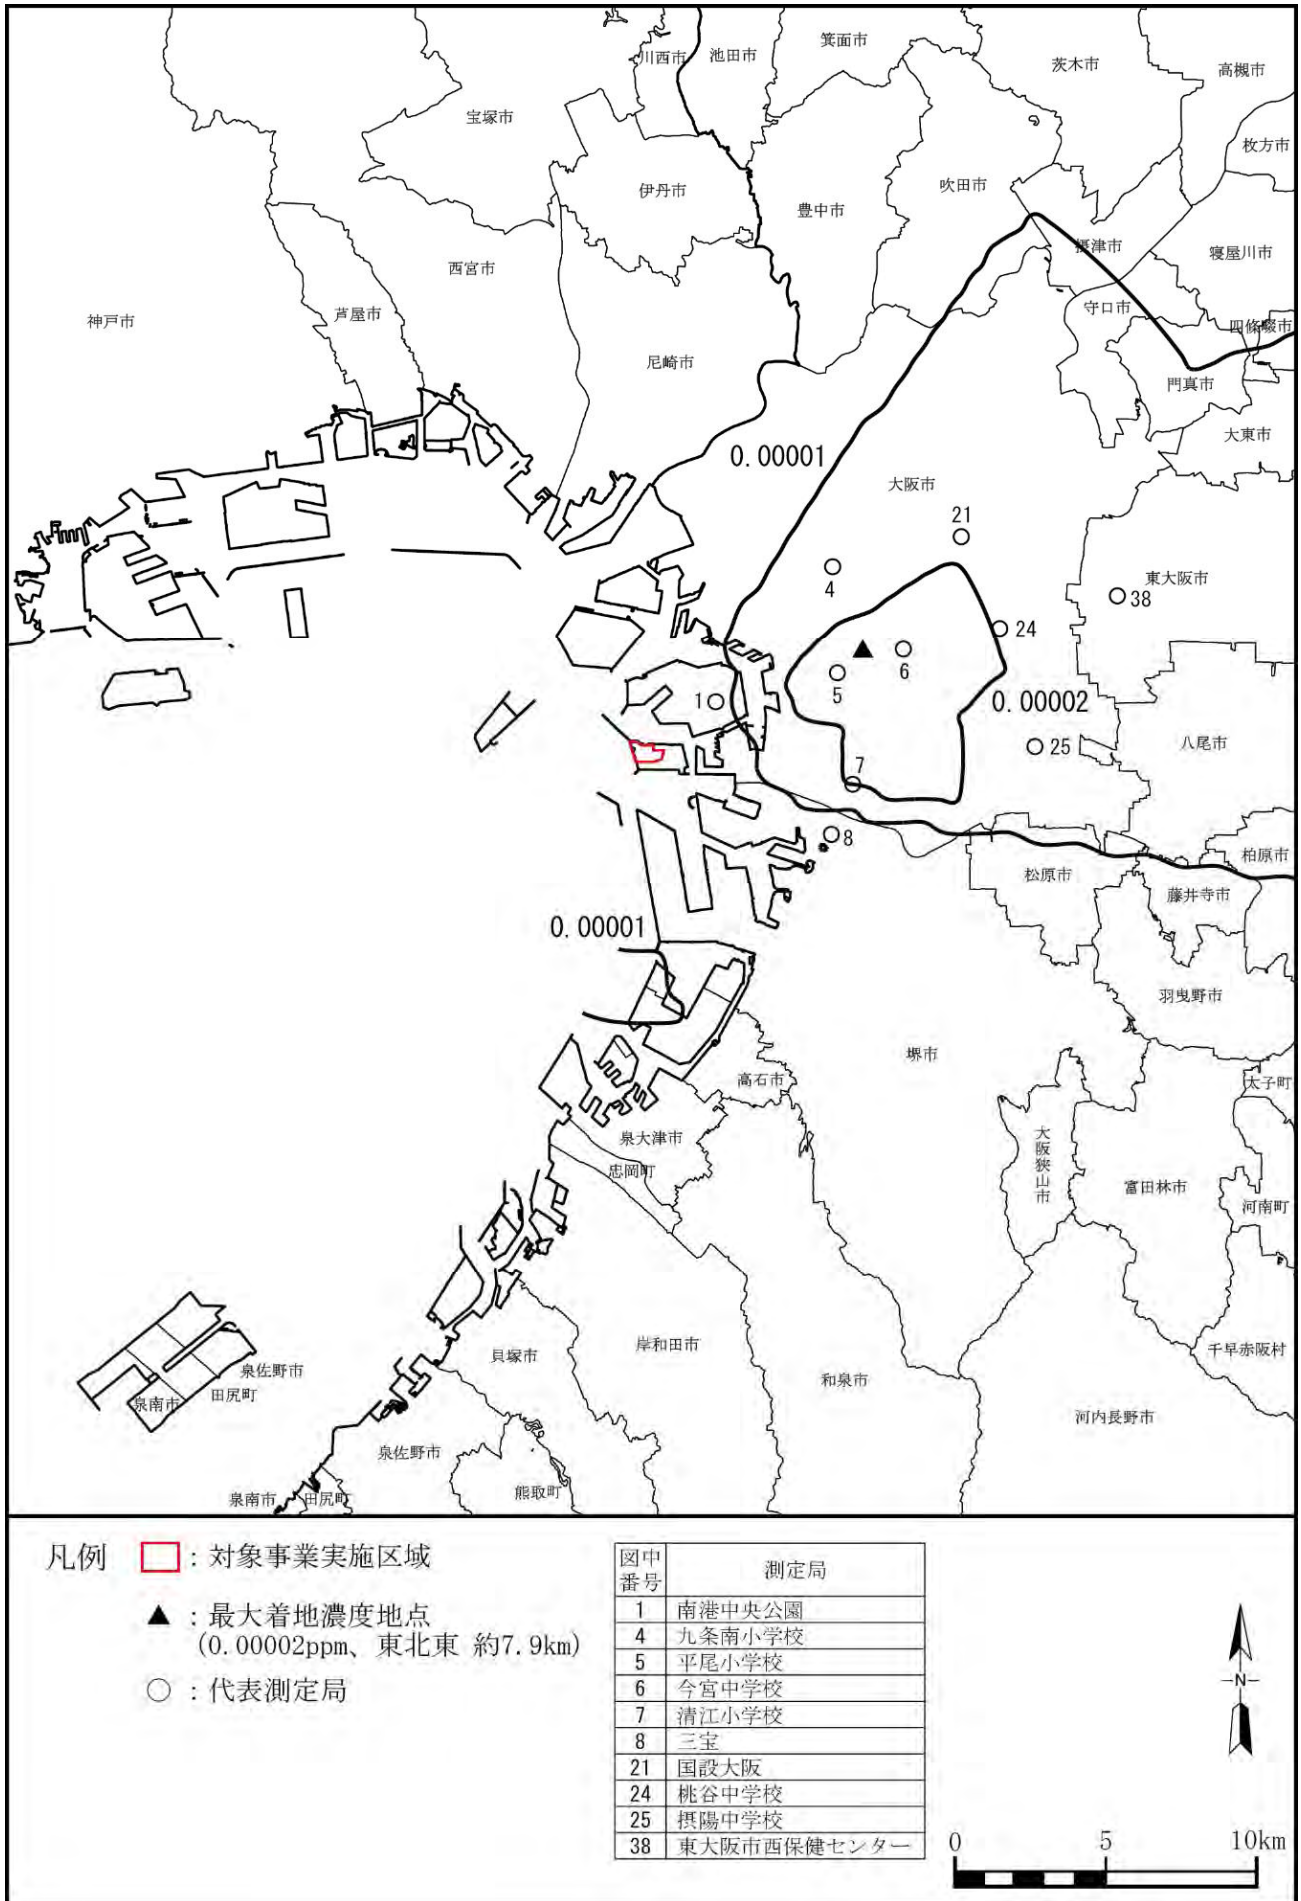 川西市
池田市
箕面市
茨木市
高槻市
宝塚市
枚方市
伊丹市
吹田市
豊中市
摂津市
寝屋川市
西宮市
守口市
芦屋市
神戸市
四條畷市
尼崎市
門真市
大東市
0.00001
大阪市
21
4
東大阪市
38
24
6
5
1
0.00002
八尾市
25
7
8
柏原市
松原市
藤井寺市
0.00001
羽曳野市
堺市
高石市
太子町
泉大津市
大阪狭山市
忠岡町
富田林市
河南町
岸和田市
千早赤阪村
貝塚市
泉佐野市
和泉市
田尻町
泉南市
河内長野市
泉佐野市
熊取町
泉南市
田尻町
凡例
：対象事業実施区域
▲：最大着地濃度地点
(0.00002ppm、東北東 約7.9km)
○：代表測定局
図中番号 測定局
1 南港中央公園
4 九条南小学校
5 平尾小学校
6 今宮中学校
7 清江小学校
8 三宝
21 国設大阪
24 桃谷中学校
25 摂陽中学校
38 東大阪市西保健センター
N
0 5 10km